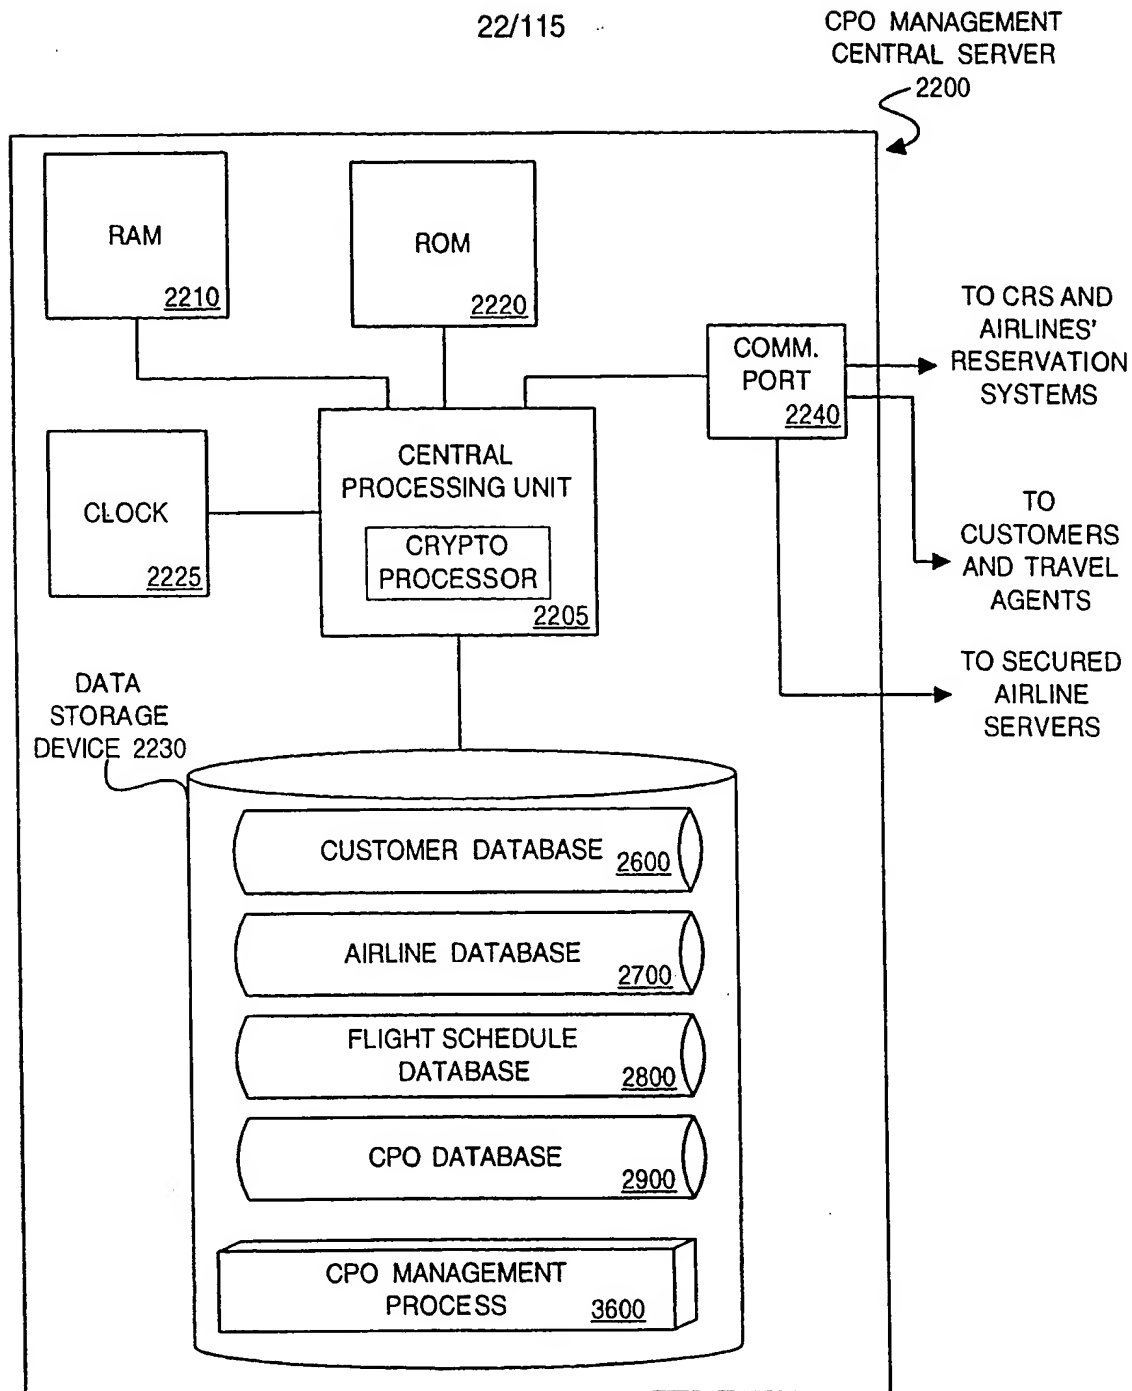 22/115
CPO MANAGEMENT
CENTRAL SERVER
2200
RAM
2210
ROM
2220
COMM.
PORT
2240
TO CRS AND
AIRLINES'
RESERVATION
SYSTEMS
CLOCK
2225
CENTRAL
PROCESSING UNIT
CRYPTO
PROCESSOR
2205
TO
CUSTOMERS
AND TRAVEL
AGENTS
TO SECURED
AIRLINE
SERVERS
DATA
STORAGE
DEVICE 2230
CUSTOMER DATABASE 2600
AIRLINE DATABASE
2700
FLIGHT SCHEDULE
DATABASE 2800
CPO DATABASE
2900
CPO MANAGEMENT
PROCESS 3600